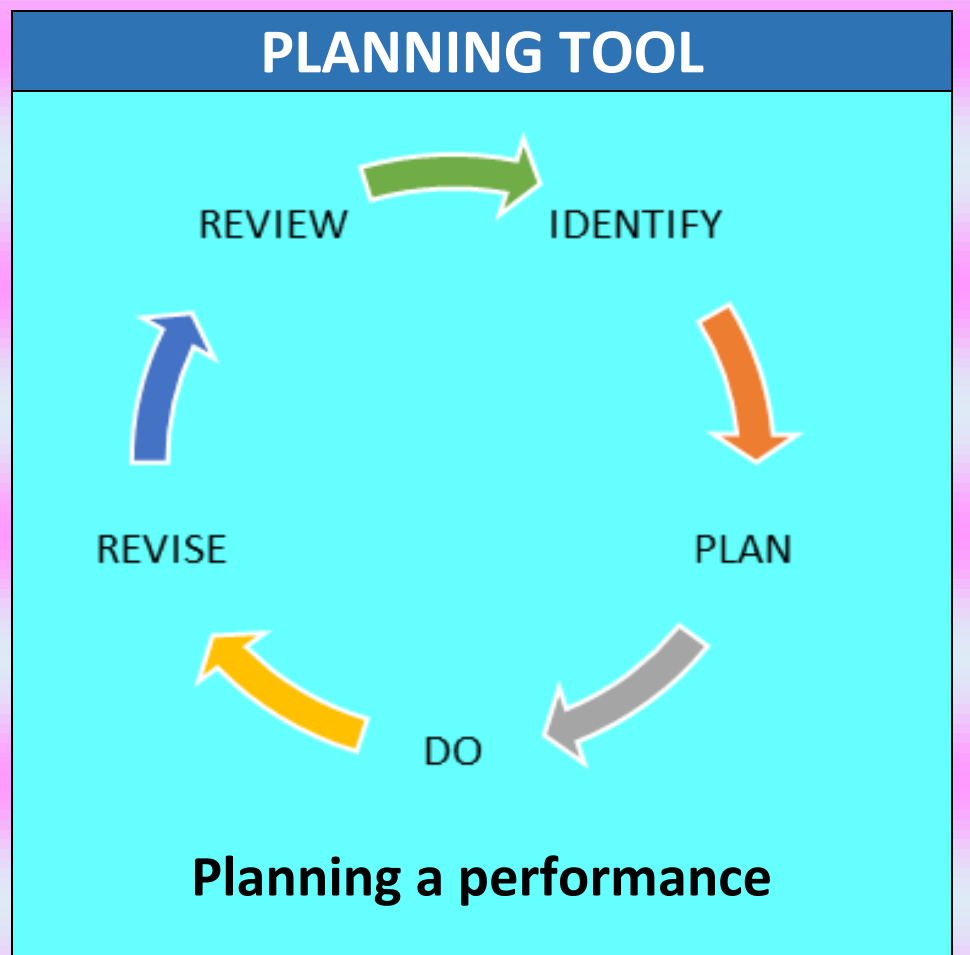 PLANNING TOOL
REVIEW
IDENTIFY
REVISE
PLAN
DO
Planning a performance